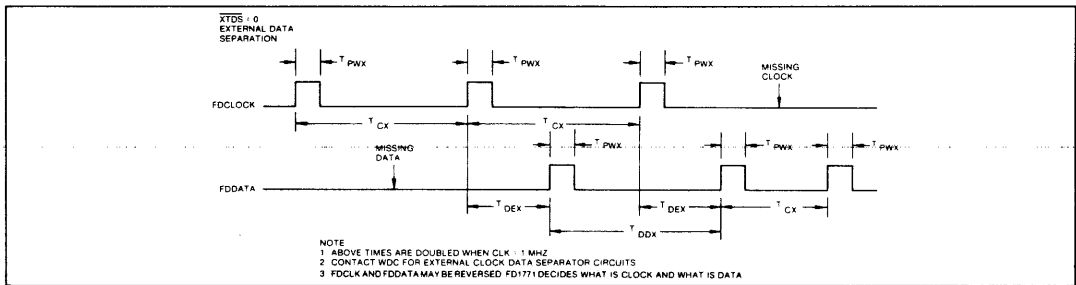 XTDS = 0
EXTERNAL DATA
SEPARATION
T PWX
T PWX
T PWX
MISSING
CLOCK
FDCLOCK
T CX
T CX
MISSING
DATA
T PWX
T PWX
T PWX
FDDATA
T DEX
T DEX
T CX
T DDX
NOTE
1 ABOVE TIMES ARE DOUBLED WHEN CLK = 1 MHZ
2 CONTACT WDC FOR EXTERNAL CLOCK DATA SEPARATOR CIRCUITS
3 FDCLK AND FDDATA MAY BE REVERSED FD1771 DECIDES WHAT IS CLOCK AND WHAT IS DATA